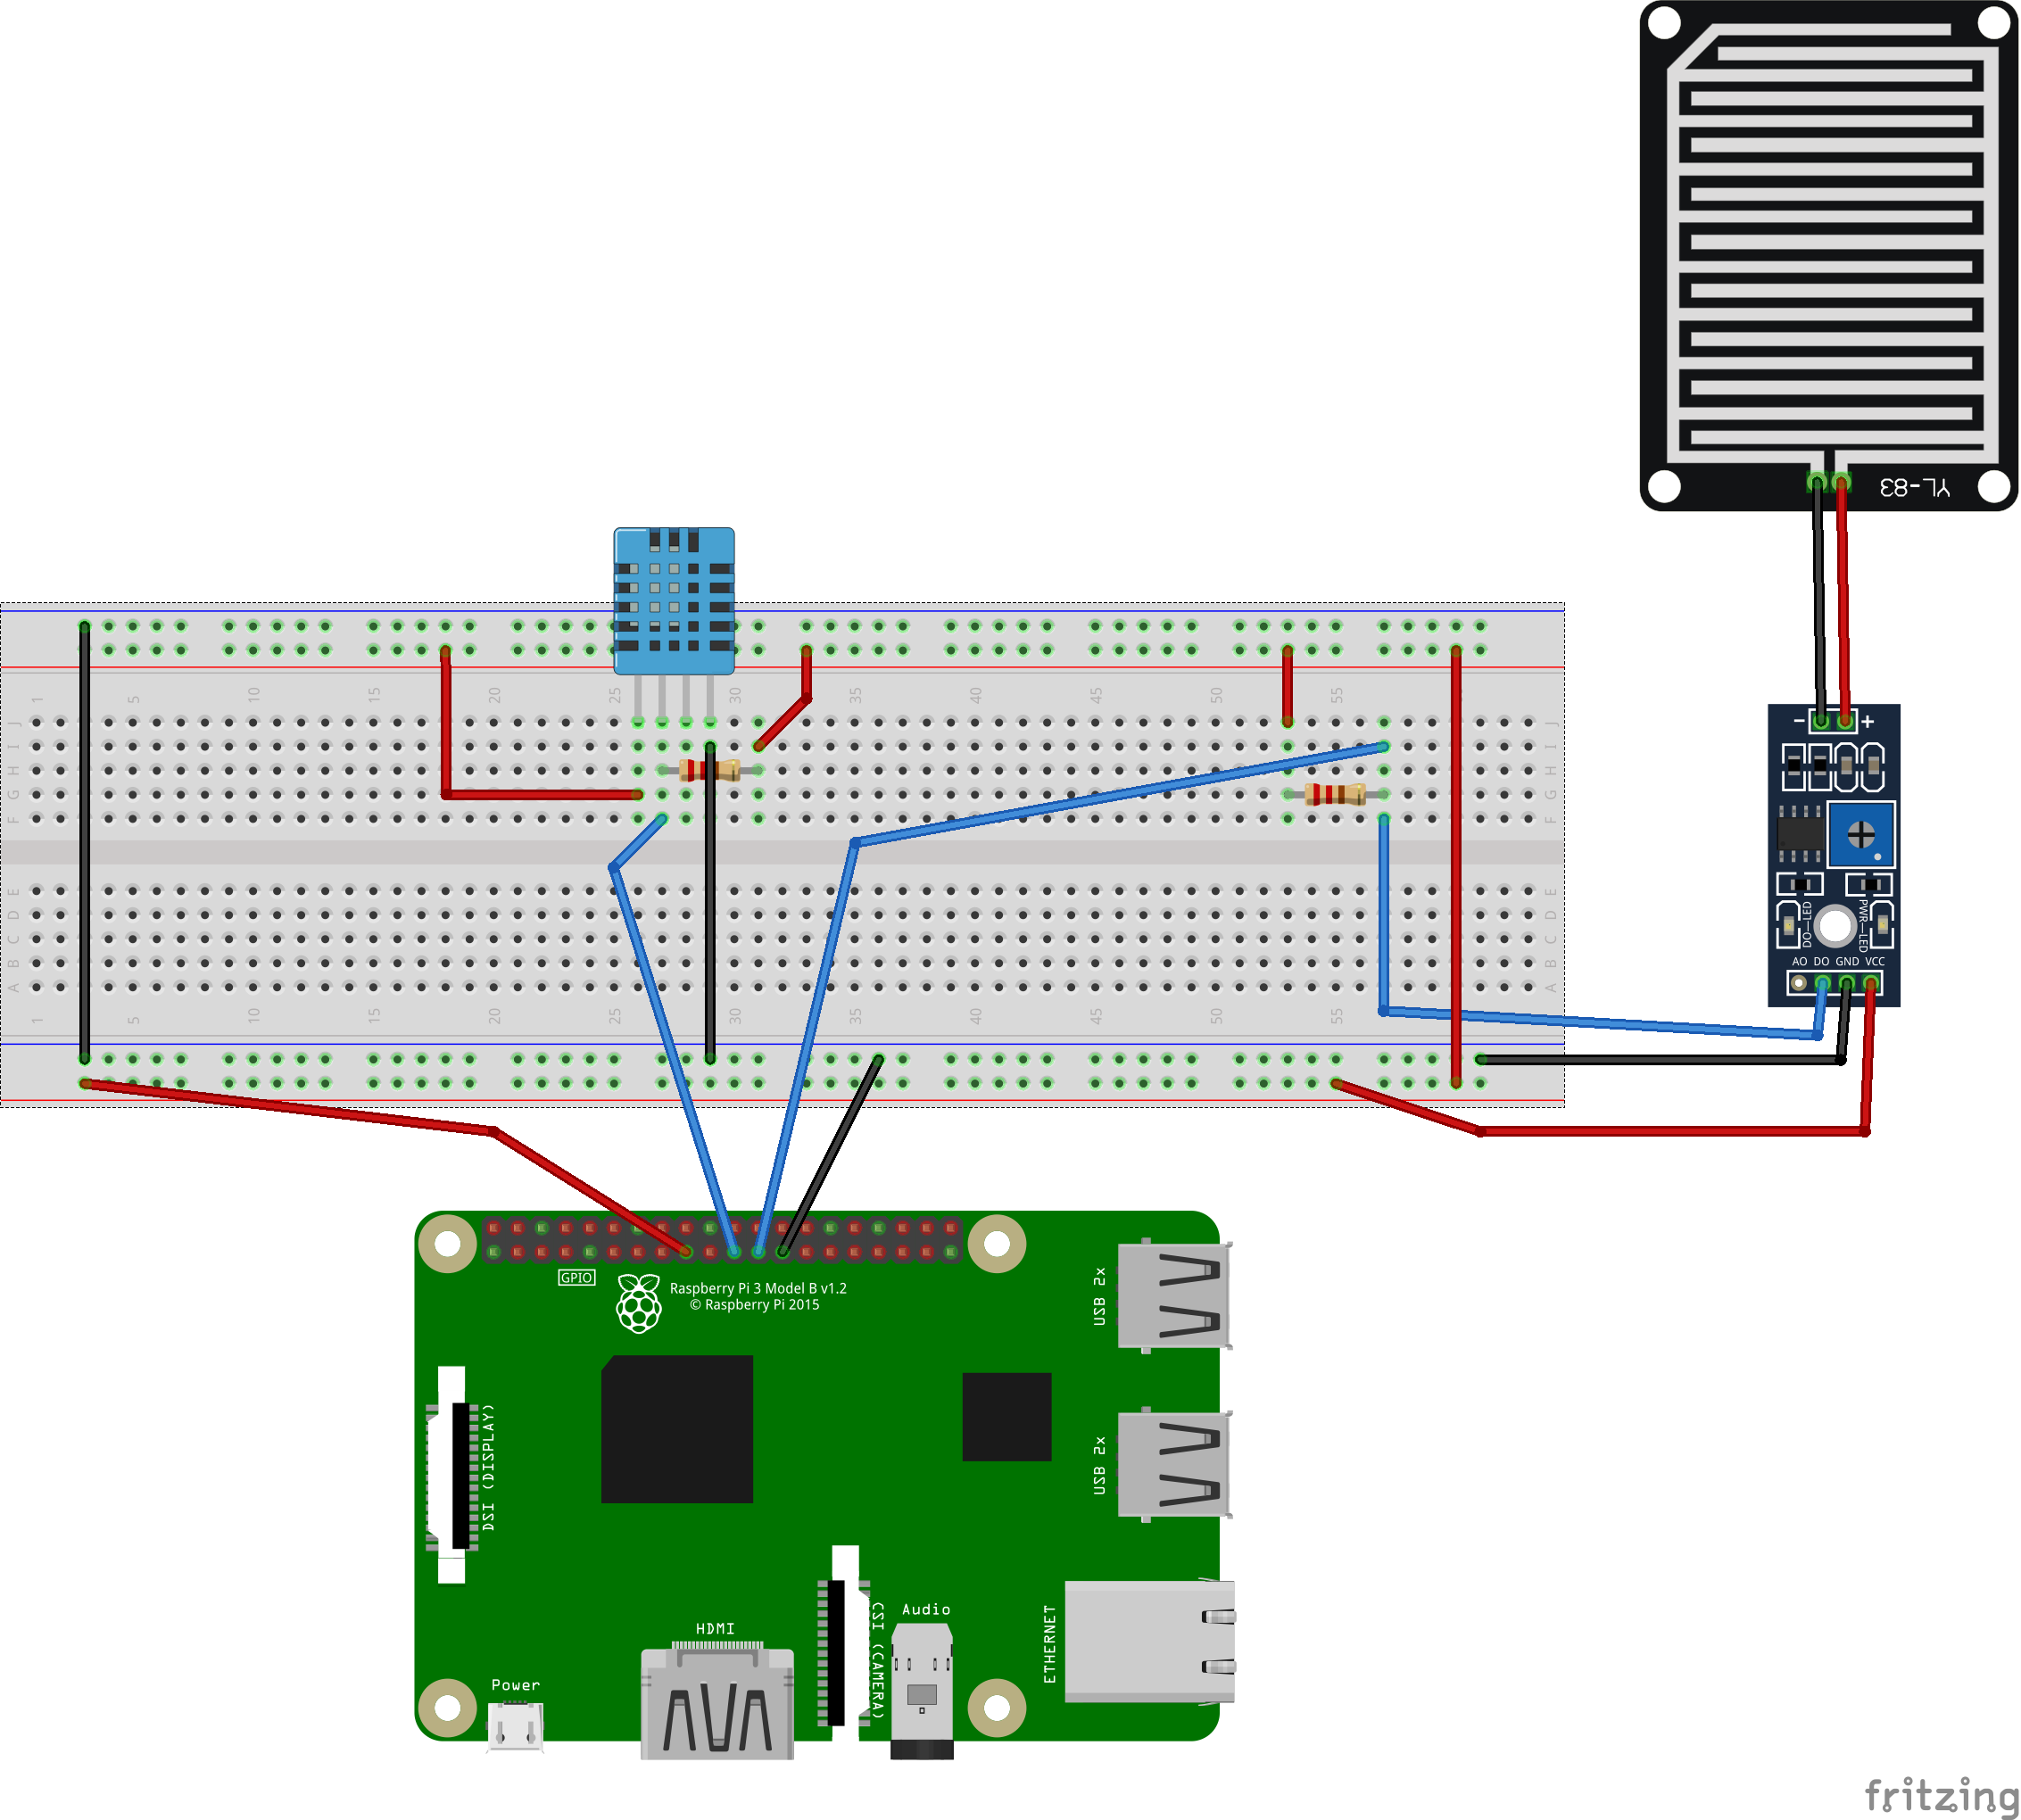 YL-83
1 5 10 15 20 25 30 35 40 45 50 55
J J
I I
H H
G G
F F
E E
D D
C C
B B
A A
1 5 10 15 20 25 30 35 40 45 50 55
- +
DO-LED PWR-LED
AO DO GND VCC
GPIO
Raspberry Pi 3 Model B v1.2
© Raspberry Pi 2015
USB 2x
DSI (DISPLAY)
USB 2x
HDMI
CSI (CAMERA)
Audio
ETHERNET
Power
fritzing